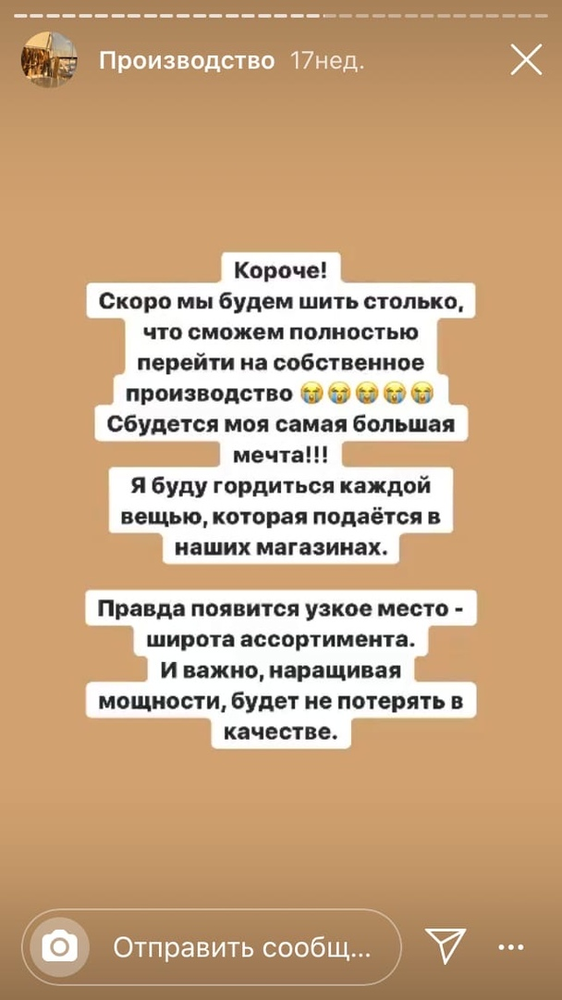 Производство 17нед.
Короче!
Скоро мы будем шить столько,
что сможем полностью
перейти на собственное
производство 😭😭😭😭😭
Сбудется моя самая большая
мечта!!!
Я буду гордиться каждой
вещью, которая подаётся в
наших магазинах.
Правда появится узкое место -
широта ассортимента.
И важно, наращивая
мощности, будет не потерять в
качестве.
Отправить сообщ...